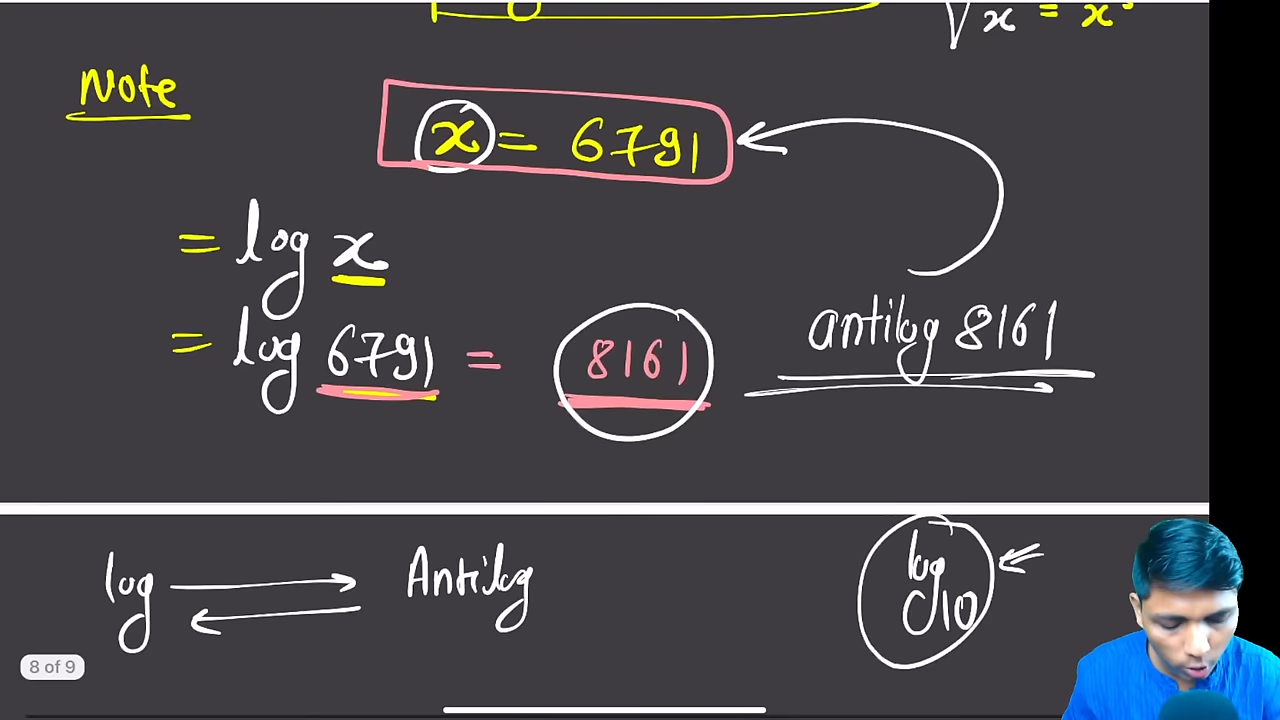 √x = x
Note
x = 6791
= log x
= log 6791 = 8161
antilog 8161
log Antilog
log 10
8 of 9